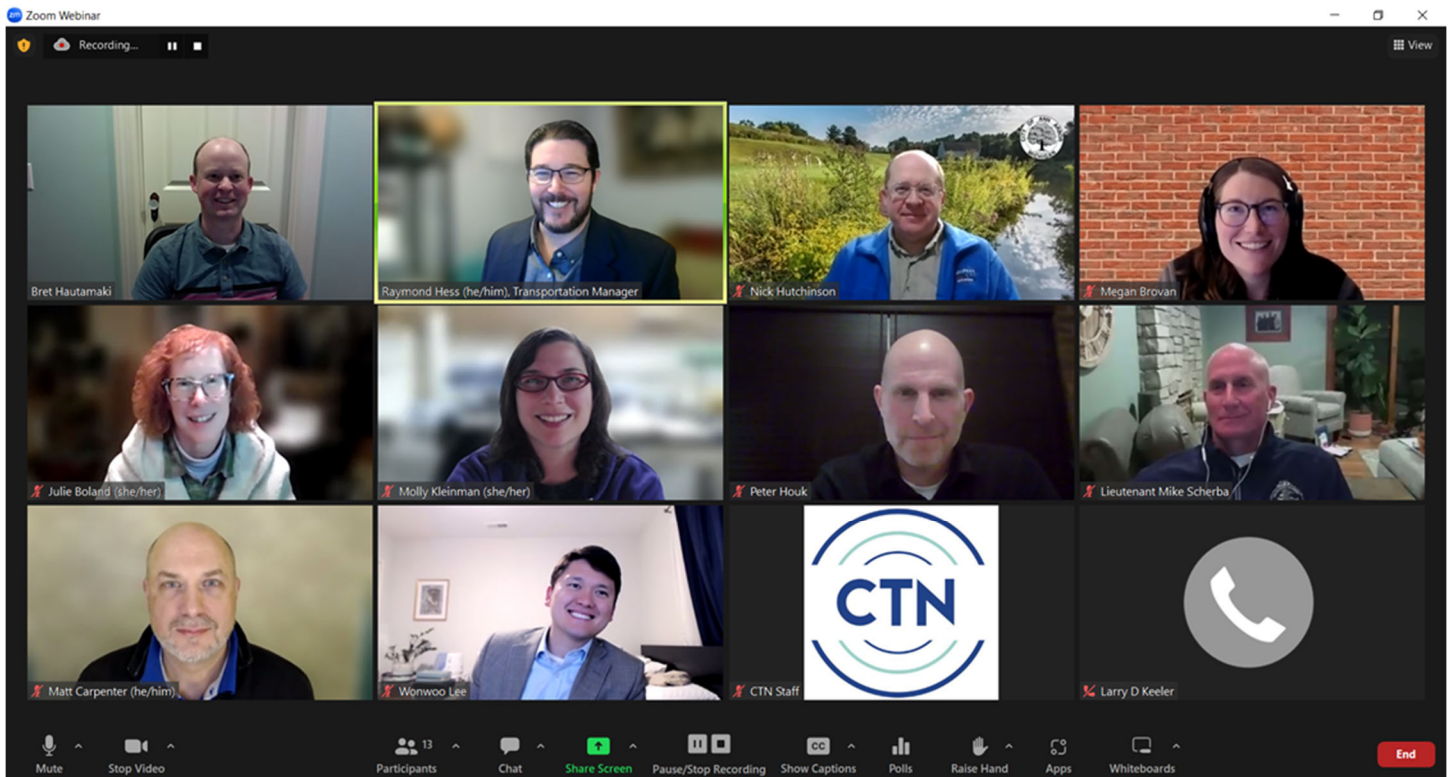 Zoom Webinar
Recording...
View
Bret Hautamaki
Raymond Hess (he/him), Transportation Manager
Nick Hutchinson
Megan Brovan
Julie Boland (she/her)
Molly Kleinman (she/her)
Peter Houk
Lieutenant Mike Scherba
Matt Carpenter (he/him)
Wonwoo Lee
CTN
CTN Staff
Larry D Keeler
Mute
Stop Video
13
Participants
Chat
Share Screen
Pause/Stop Recording
CC
Show Captions
Polls
Raise Hand
Apps
Whiteboards
End